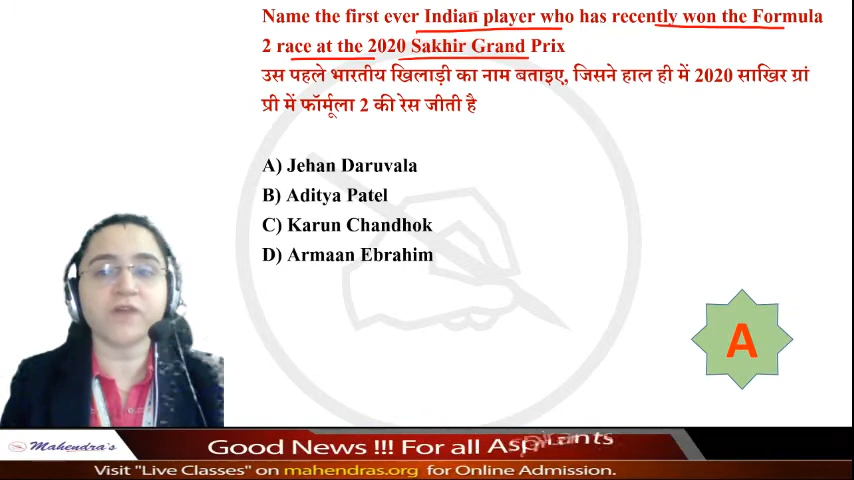 Name the first ever Indian player who has recently won the Formula
2 race at the 2020 Sakhir Grand Prix
उस पहले भारतीय खिलाड़ी का नाम बताइए, जिसने हाल ही में 2020 साखिर ग्रां
प्री में फॉर्मूला 2 की रेस जीती है
A) Jehan Daruvala
B) Aditya Patel
C) Karun Chandhok
D) Armaan Ebrahim
A
Mahendra's
Good News !!! For all Aspirants
Visit "Live Classes" on mahendras.org for Online Admission.